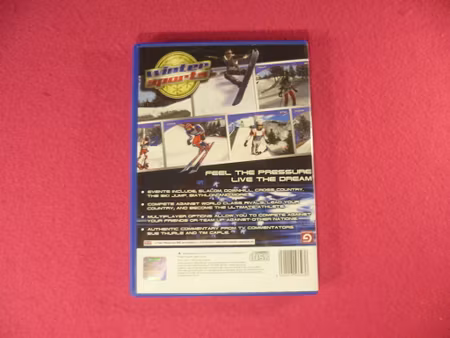 Winter
Sports
FEEL THE PRESSURE
LIVE THE DREAM
EVENTS INCLUDE, SLALOM, DOWNHILL, CROSS COUNTRY,
THE SKI JUMP, BIATHLON
COMPETE AGAINST WORLD CLASS RIVALS, LEAD YOUR
COUNTRY, AND BECOME THE ULTIMATE ATHLETE
MULTIPLAYER OPTIONS ALLOW YOU TO COMPETE AGAINST
YOUR FRIENDS OR TEAM UP AGAINST OTHER NATIONS
AUTHENTIC COMMENTARY FROM TV COMMENTATORS
SUE THURLE AND TIM CAPLE